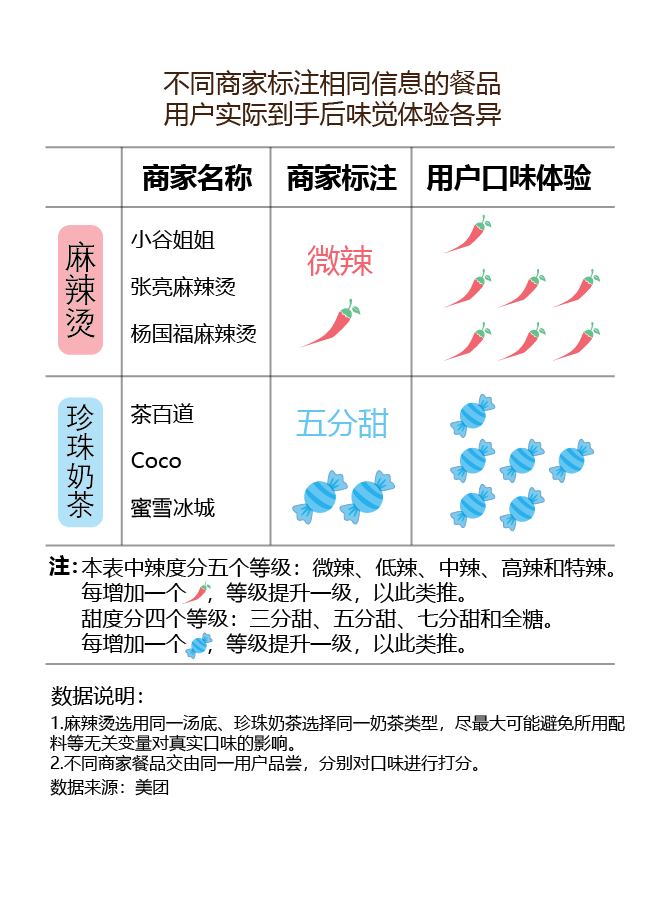 不同商家标注相同信息的餐品
用户实际到手后味觉体验各异
商家名称 商家标注 用户口味体验
麻辣烫
小谷姐姐
张亮麻辣烫
杨国福麻辣烫
微辣
珍珠奶茶
茶百道
Coco
蜜雪冰城
五分甜
注：本表中辣度分五个等级：微辣、低辣、中辣、高辣和特辣。
每增加一个 ，等级提升一级，以此类推。
甜度分四个等级：三分甜、五分甜、七分甜和全糖。
每增加一个 ，等级提升一级，以此类推。
数据说明：
1.麻辣烫选用同一汤底、珍珠奶茶选择同一奶茶类型，尽最大可能避免所用配
料等无关变量对真实口味的影响。
2.不同商家餐品交由同一用户品尝，分别对口味进行打分。
数据来源：美团